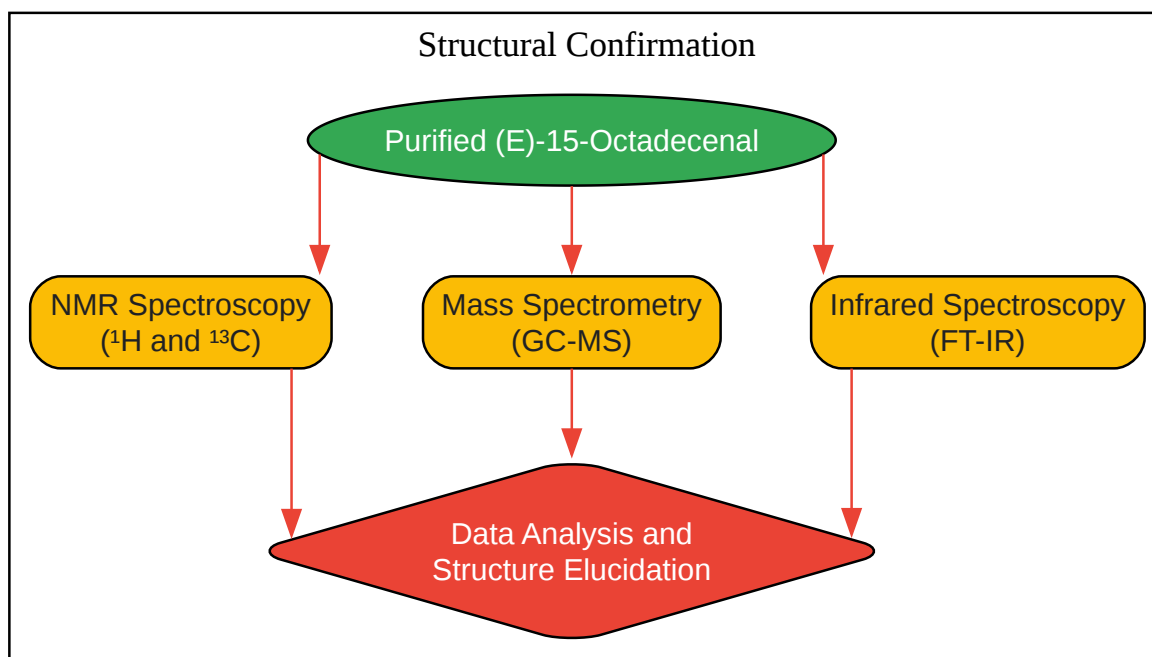 Structural Confirmation
Purified (E)-15-Octadecenal
NMR Spectroscopy
(¹H and ¹³C)
Mass Spectrometry
(GC-MS)
Infrared Spectroscopy
(FT-IR)
Data Analysis and
Structure Elucidation